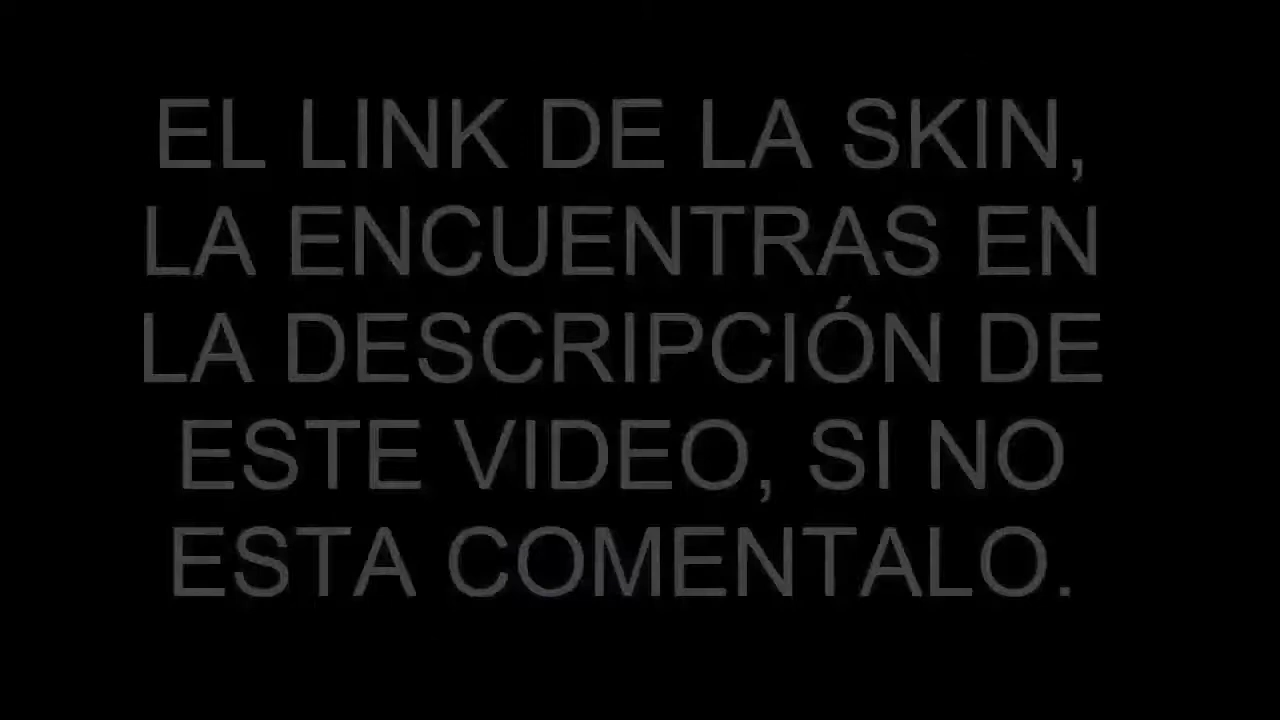 EL LINK DE LA SKIN,
LA ENCUENTRAS EN
LA DESCRIPCIÓN DE
ESTE VIDEO, SI NO
ESTA COMENTALO.